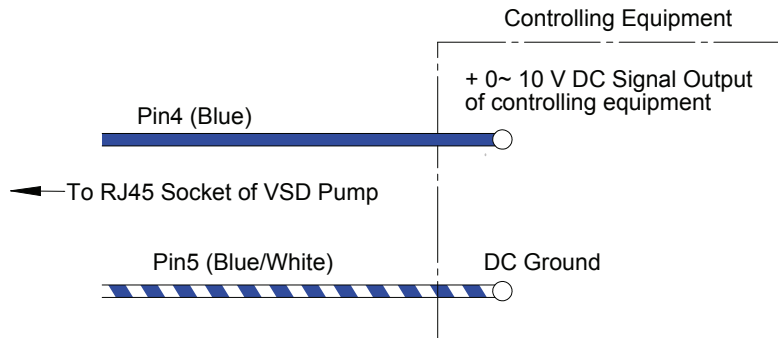 Controlling Equipment
+ 0~ 10 V DC Signal Output
of controlling equipment
Pin4 (Blue)
To RJ45 Socket of VSD Pump
Pin5 (Blue/White)
DC Ground